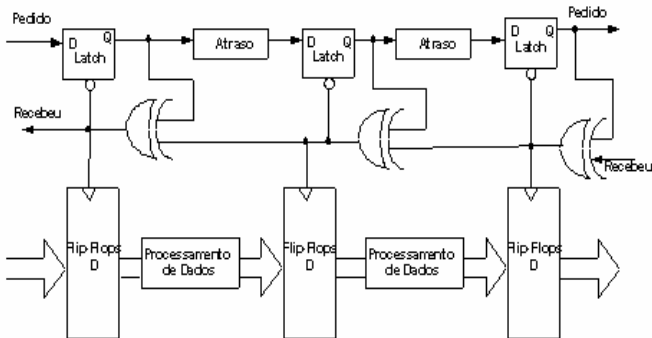 Pedido
D Q
Latch
Atraso
D Q
Latch
Atraso
D Q
Latch
Pedido
Recebeu
Recebeu
Flip-Flops
D
Processamento
de Dados
Flip-Flops
D
Processamento
de Dados
Flip-Flops
D